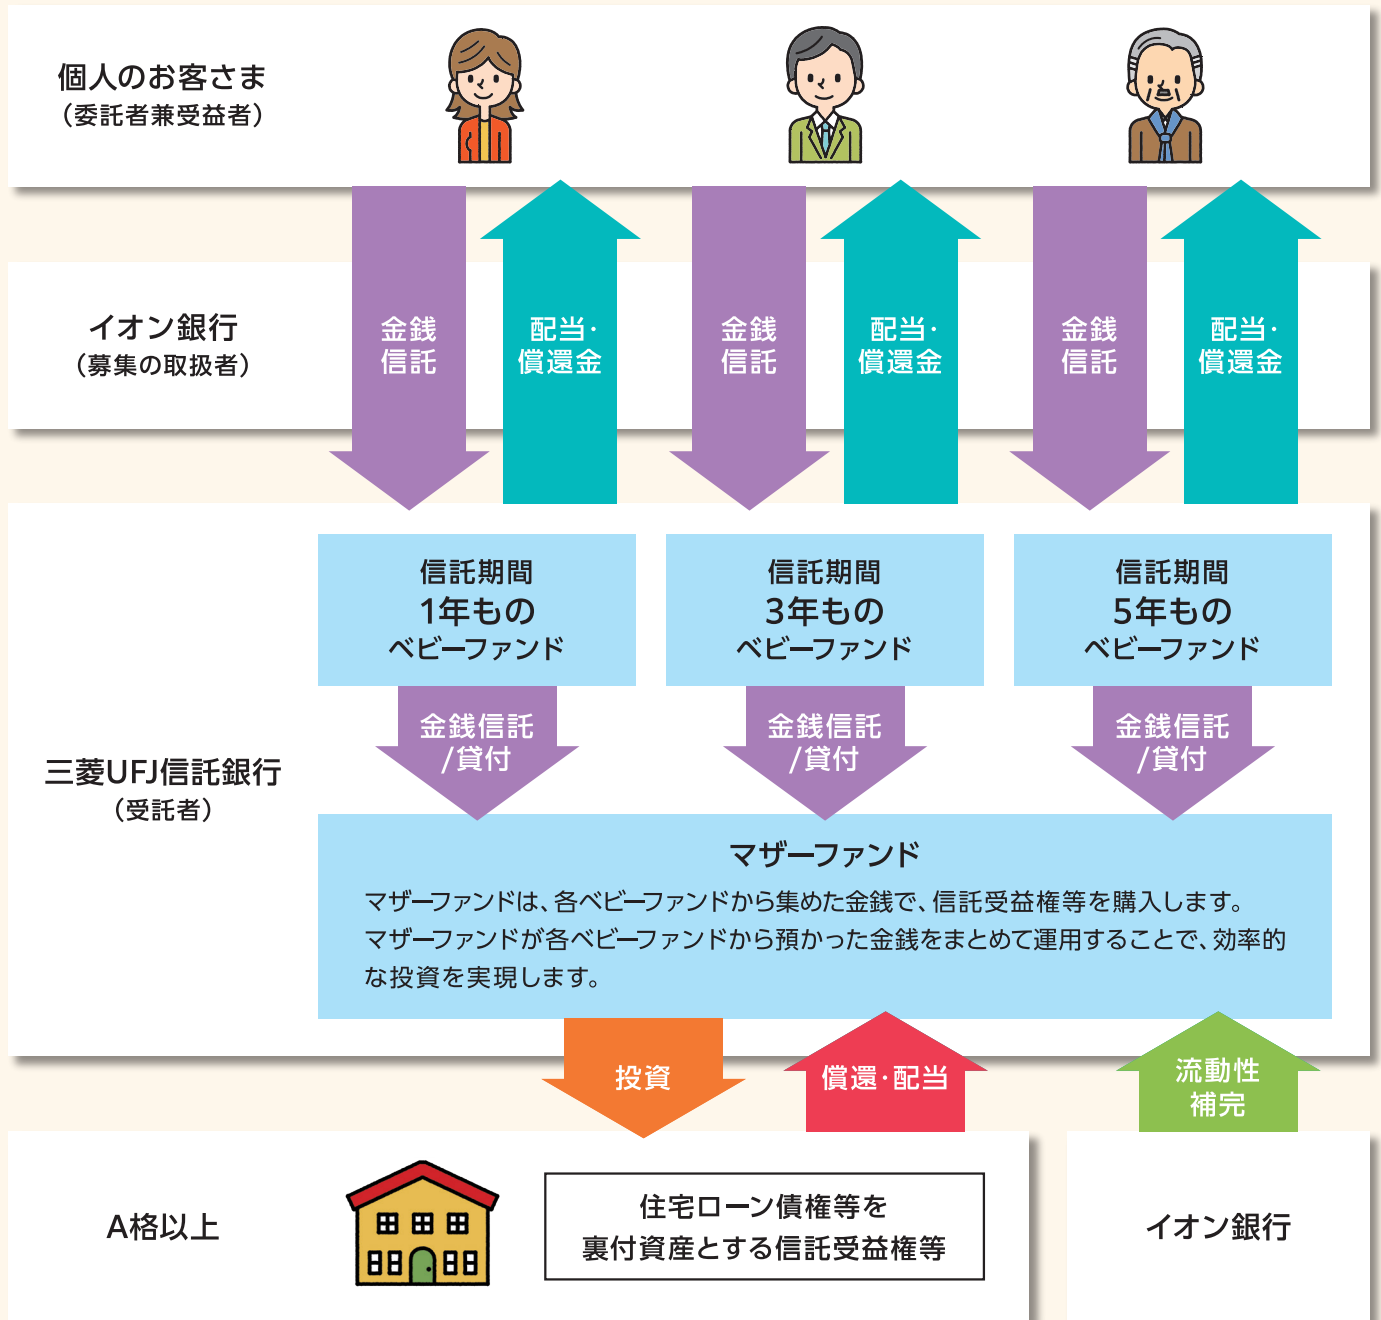 個人のお客さま
（委託者兼受益者）
イオン銀行
（募集の取扱者）
金銭
信託
配当・
償還金
金銭
信託
配当・
償還金
金銭
信託
配当・
償還金
三菱UFJ信託銀行
（受託者）
信託期間
1年もの
ベビーファンド
信託期間
3年もの
ベビーファンド
信託期間
5年もの
ベビーファンド
金銭信託
/貸付
金銭信託
/貸付
金銭信託
/貸付
マザーファンド
マザーファンドは、各ベビーファンドから集めた金銭で、信託受益権等を購入します。
マザーファンドが各ベビーファンドから預かった金銭をまとめて運用することで、効率的
な投資を実現します。
投資
償還・配当
流動性
補完
A格以上
住宅ローン債権等を
裏付資産とする信託受益権等
イオン銀行